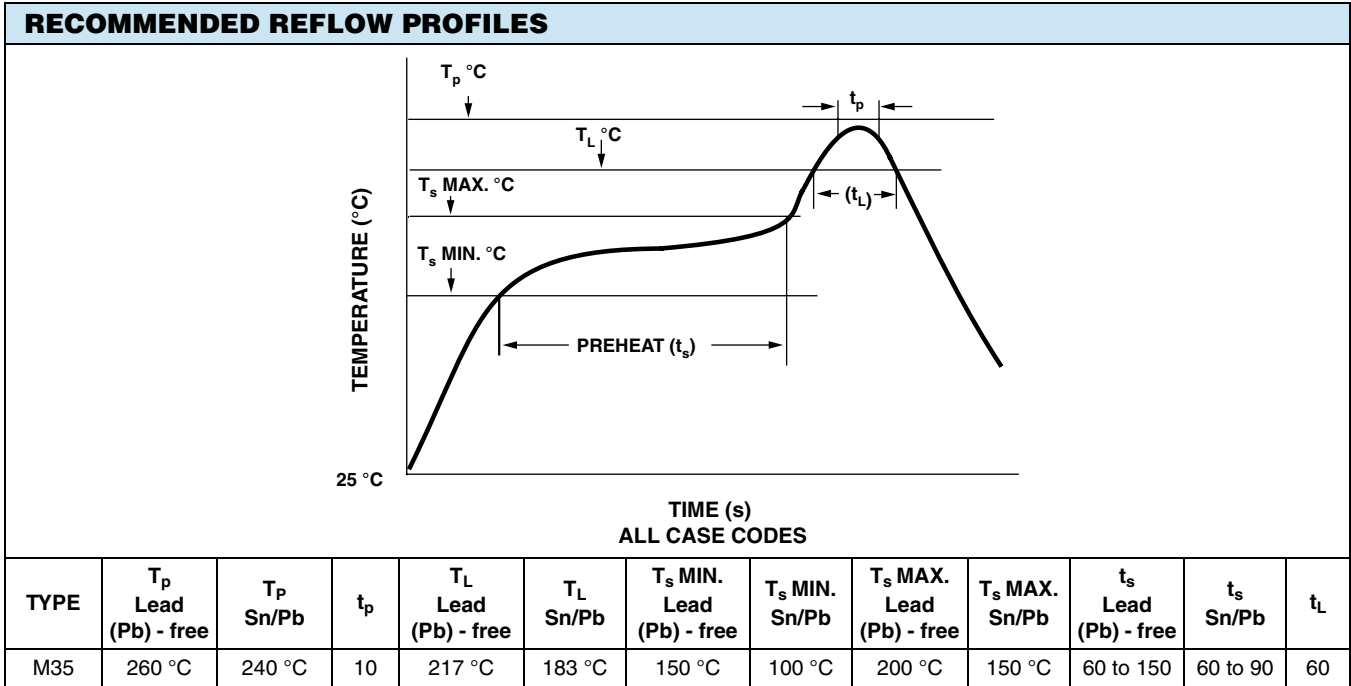 RECOMMENDED REFLOW PROFILES
Tp °C
tp
TL °C
Ts MAX. °C
(tL)
Ts MIN. °C
TEMPERATURE (°C)
PREHEAT (ts)
25 °C
TIME (s)
ALL CASE CODES
TYPE Tp Lead (Pb) - free TP Sn/Pb tp TL Lead (Pb) - free TL Sn/Pb Ts MIN. Lead (Pb) - free Ts MIN. Sn/Pb Ts MAX. Lead (Pb) - free Ts MAX. Sn/Pb ts Lead (Pb) - free ts Sn/Pb tL
M35 260 °C 240 °C 10 217 °C 183 °C 150 °C 100 °C 200 °C 150 °C 60 to 150 60 to 90 60